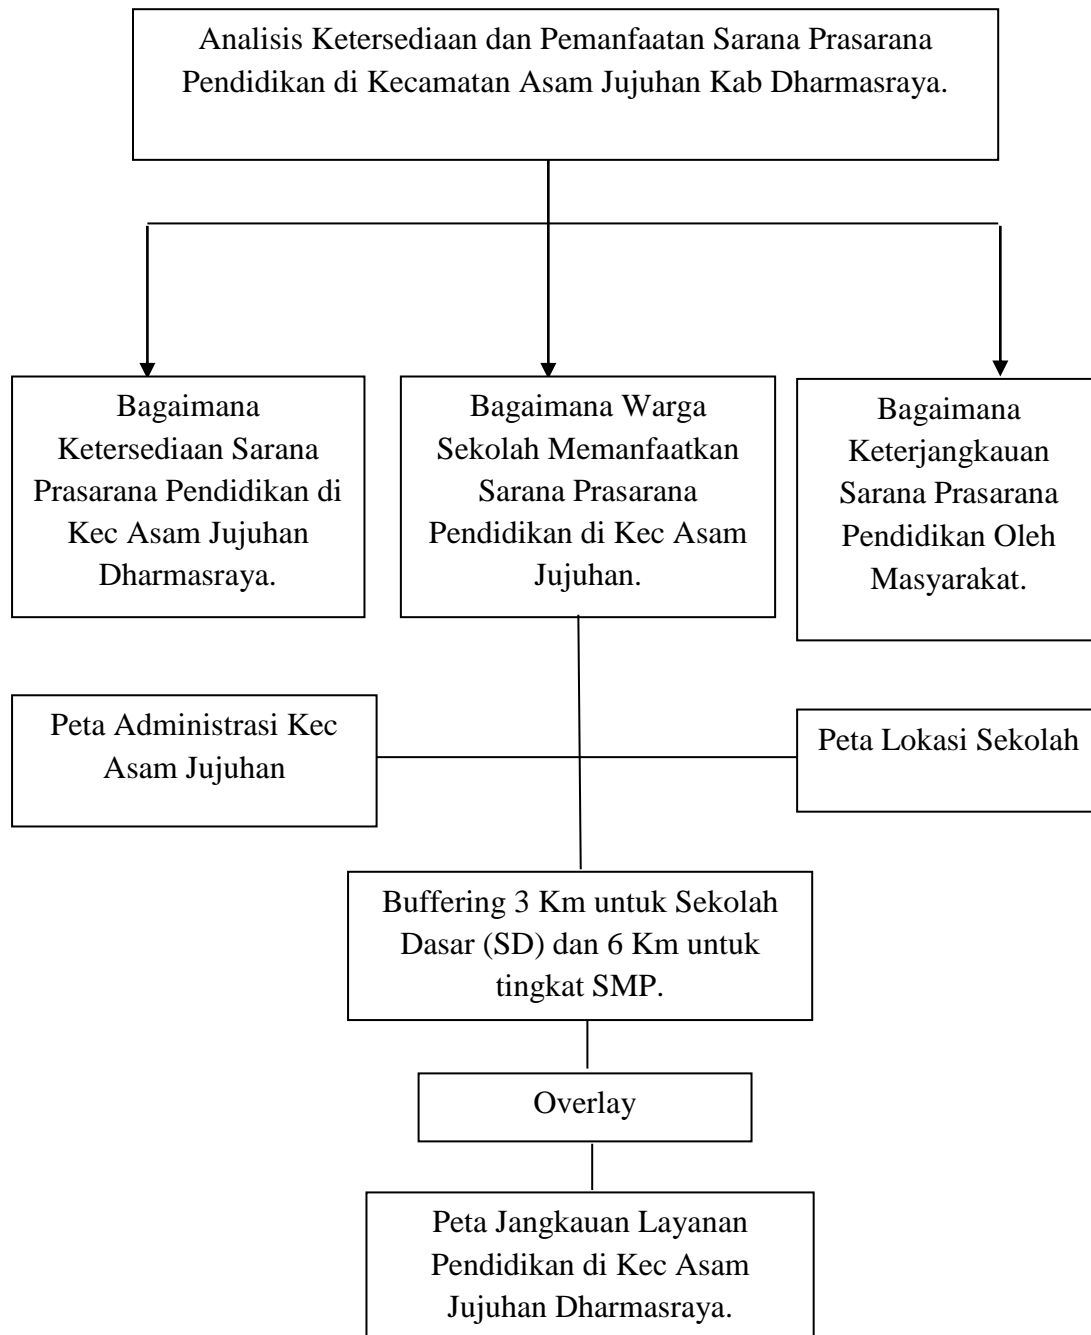 Analisis Ketersediaan dan Pemanfaatan Sarana Prasarana
Pendidikan di Kecamatan Asam Jujuhan Kab Dharmasraya.
Bagaimana
Ketersediaan Sarana
Prasarana Pendidikan di
Kec Asam Jujuhan
Dharmasraya.
Bagaimana Warga
Sekolah Memanfaatkan
Sarana Prasarana
Pendidikan di Kec Asam
Jujuhan.
Bagaimana
Keterjangkauan
Sarana Prasarana
Pendidikan Oleh
Masyarakat.
Peta Administrasi Kec
Asam Jujuhan
Peta Lokasi Sekolah
Buffering 3 Km untuk Sekolah
Dasar (SD) dan 6 Km untuk
tingkat SMP.
Overlay
Peta Jangkauan Layanan
Pendidikan di Kec Asam
Jujuhan Dharmasraya.